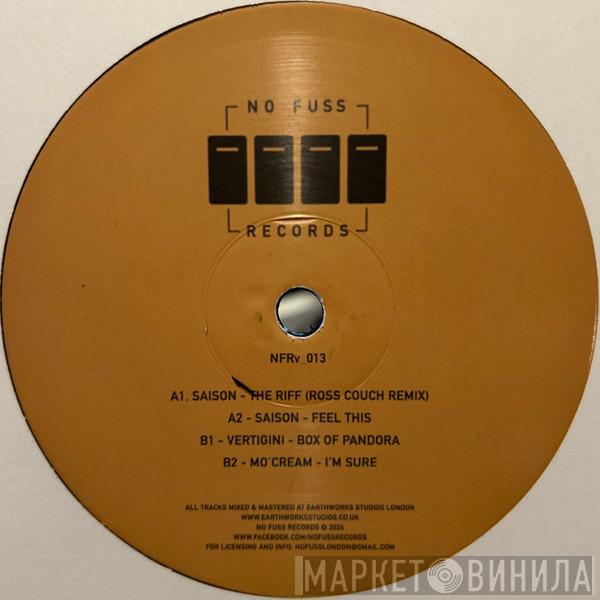 NO FUSS
RECORDS
NFRv_013
A1. SAISON - THE RIFF (ROSS COUCH REMIX)
A2 - SAISON - FEEL THIS
B1 - VERTIGINI - BOX OF PANDORA
B2 - MO'CREAM - I'M SURE
ALL TRACKS MIXED & MASTERED AT EARTHWORKS STUDIOS LONDON
WWW.EARTHWORKSSTUDIOS.CO.UK
NO FUSS RECORDS © 2024
WWW.FACEBOOK.COM/NOFUSSRECORDS
FOR LICENSING AND INFO: NOFUSSLONDON@GMAIL.COM
МАРКЕТ ВИНИЛА